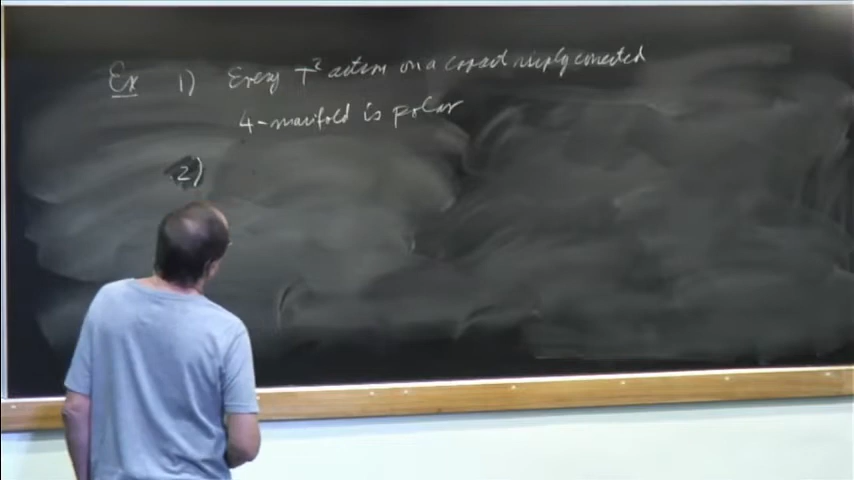 Ex 1) Every T² action on a compact simply connected
4-manifold is polar
2)